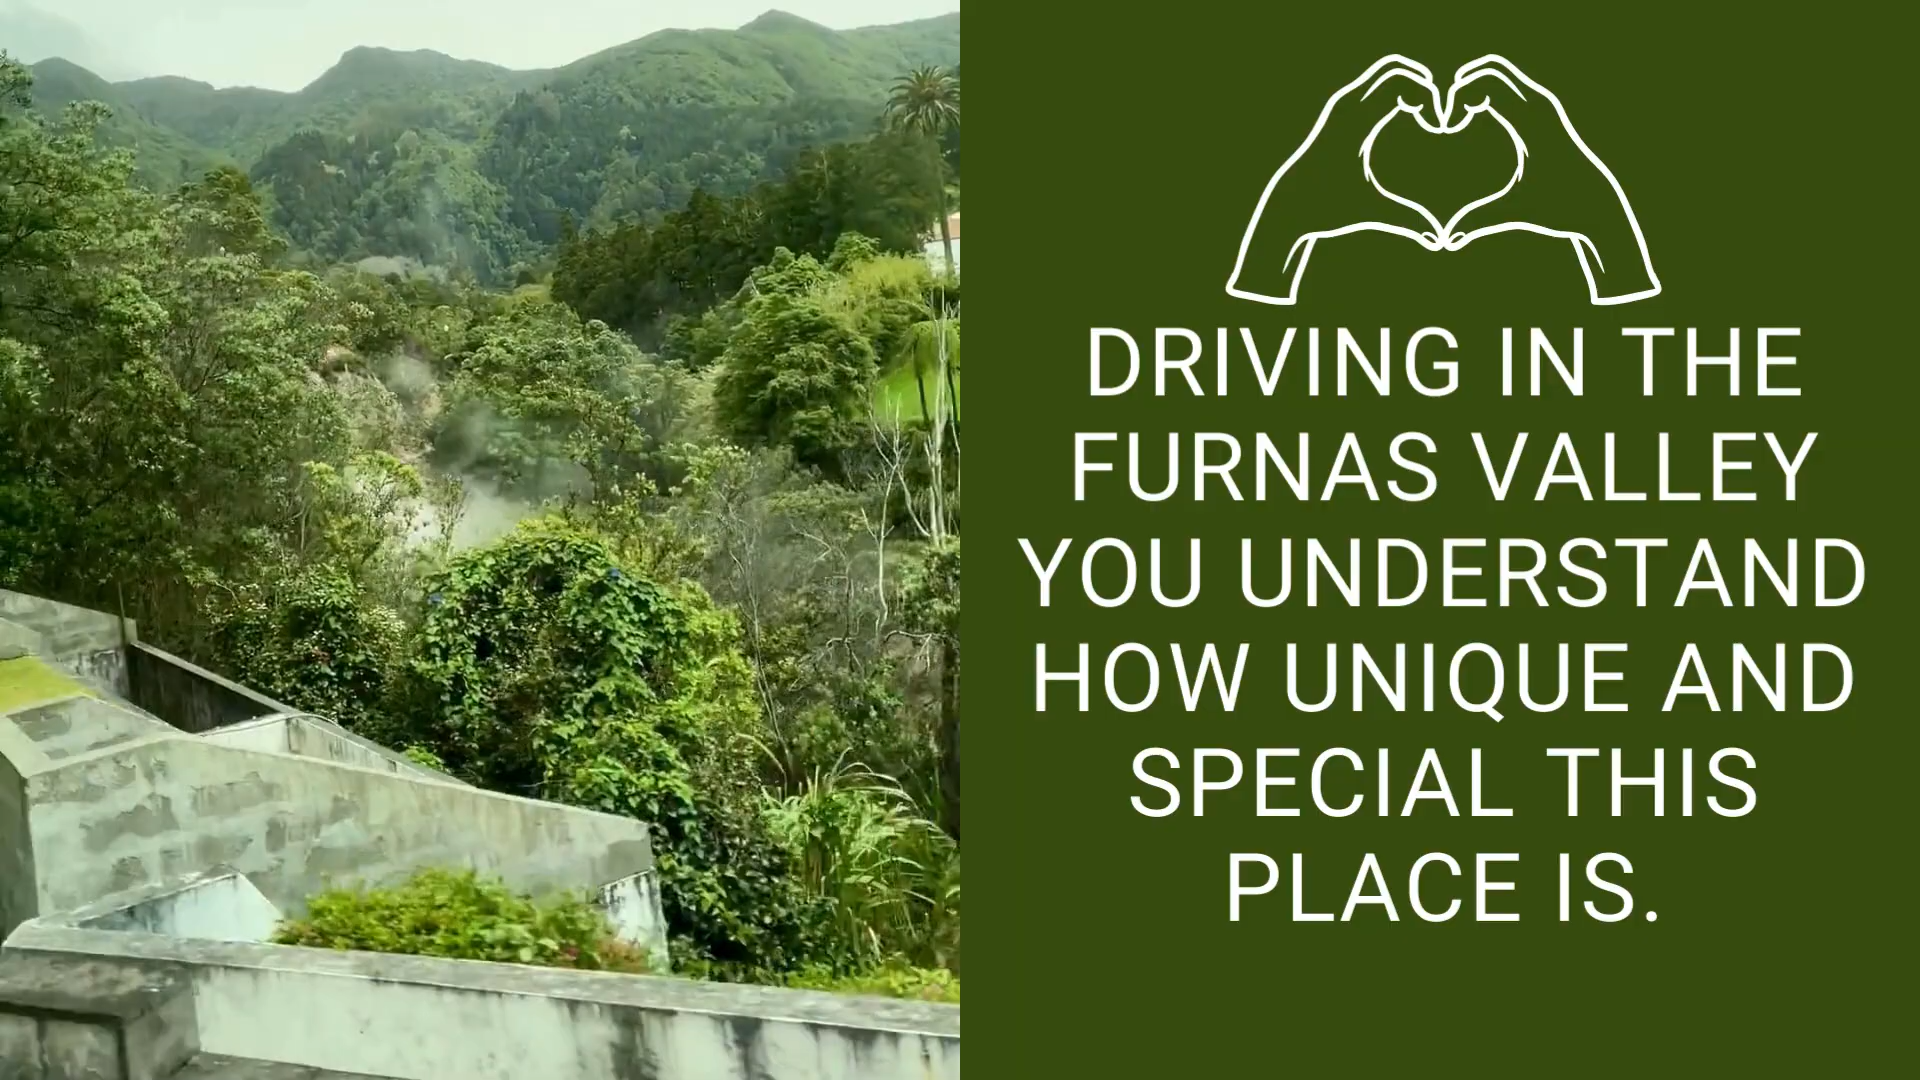 DRIVING IN THE
FURNAS VALLEY
YOU UNDERSTAND
HOW UNIQUE AND
SPECIAL THIS
PLACE IS.